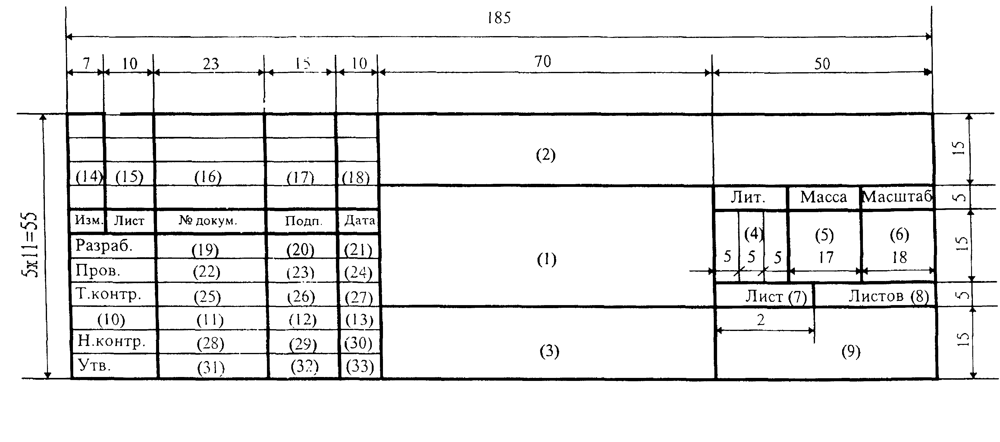 185
7 10 23 15 10 70 50
(2)
15
(14) (15) (16) (17) (18)
Лит. Масса Масштаб 5
Изм. Лист № докум. Подп. Дата
5х11=55
(4) (5) (6)
15
Разраб. (19) (20) (21)
(1)
5 5 5 17 18
Пров. (22) (23) (24)
Т.контр. (25) (26) (27)
Лист (7) Листов (8) 5
(10) (11) (12) (13)
2
Н.контр. (28) (29) (30)
15
(3) (9)
Утв. (31) (32) (33)